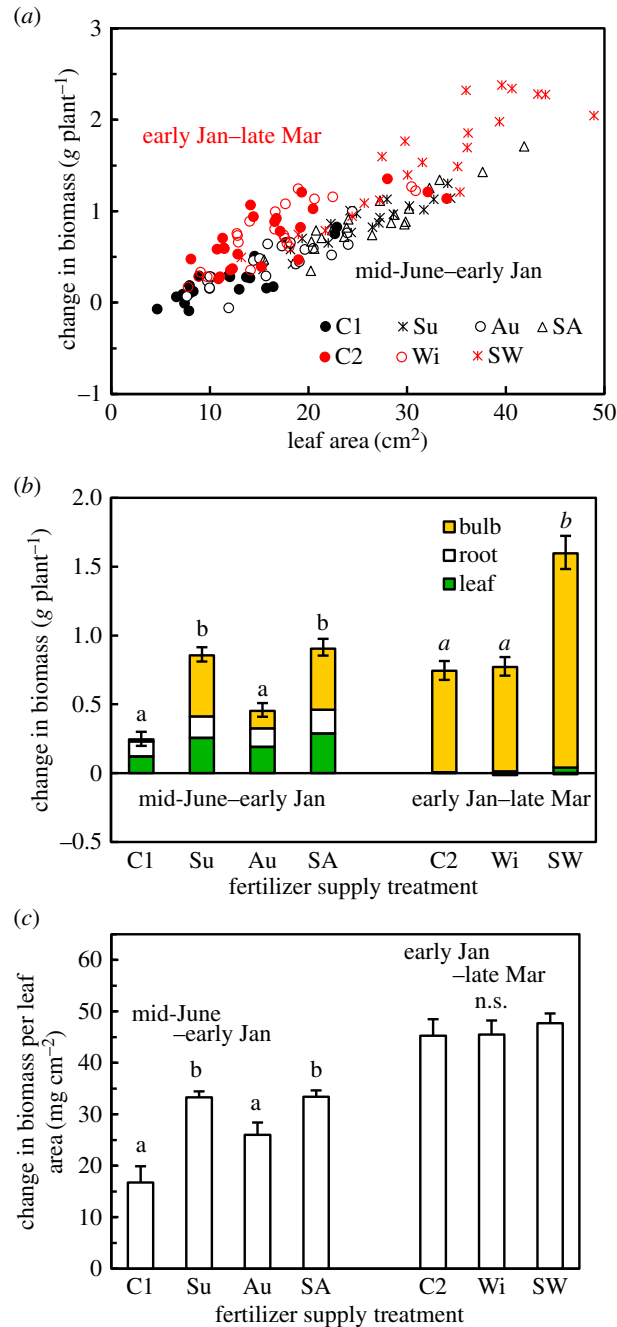 (a)
3
2
1
0
–1
change in biomass (g plant–1)
early Jan–late Mar
mid-June–early Jan
C1 Su Au SA
C2 Wi SW
0 10 20 30 40 50
leaf area (cm2)
(b)
2.0
1.5
1.0
0.5
0
–0.5
change in biomass (g plant–1)
bulb
root
leaf
a b a b a a b
mid-June–early Jan early Jan–late Mar
C1 Su Au SA C2 Wi SW
fertilizer supply treatment
(c)
60
50
40
30
20
10
0
change in biomass per leaf
area (mg cm–2)
mid-June
–early Jan
early Jan
–late Mar
n.s.
a b a b
C1 Su Au SA C2 Wi SW
fertilizer supply treatment